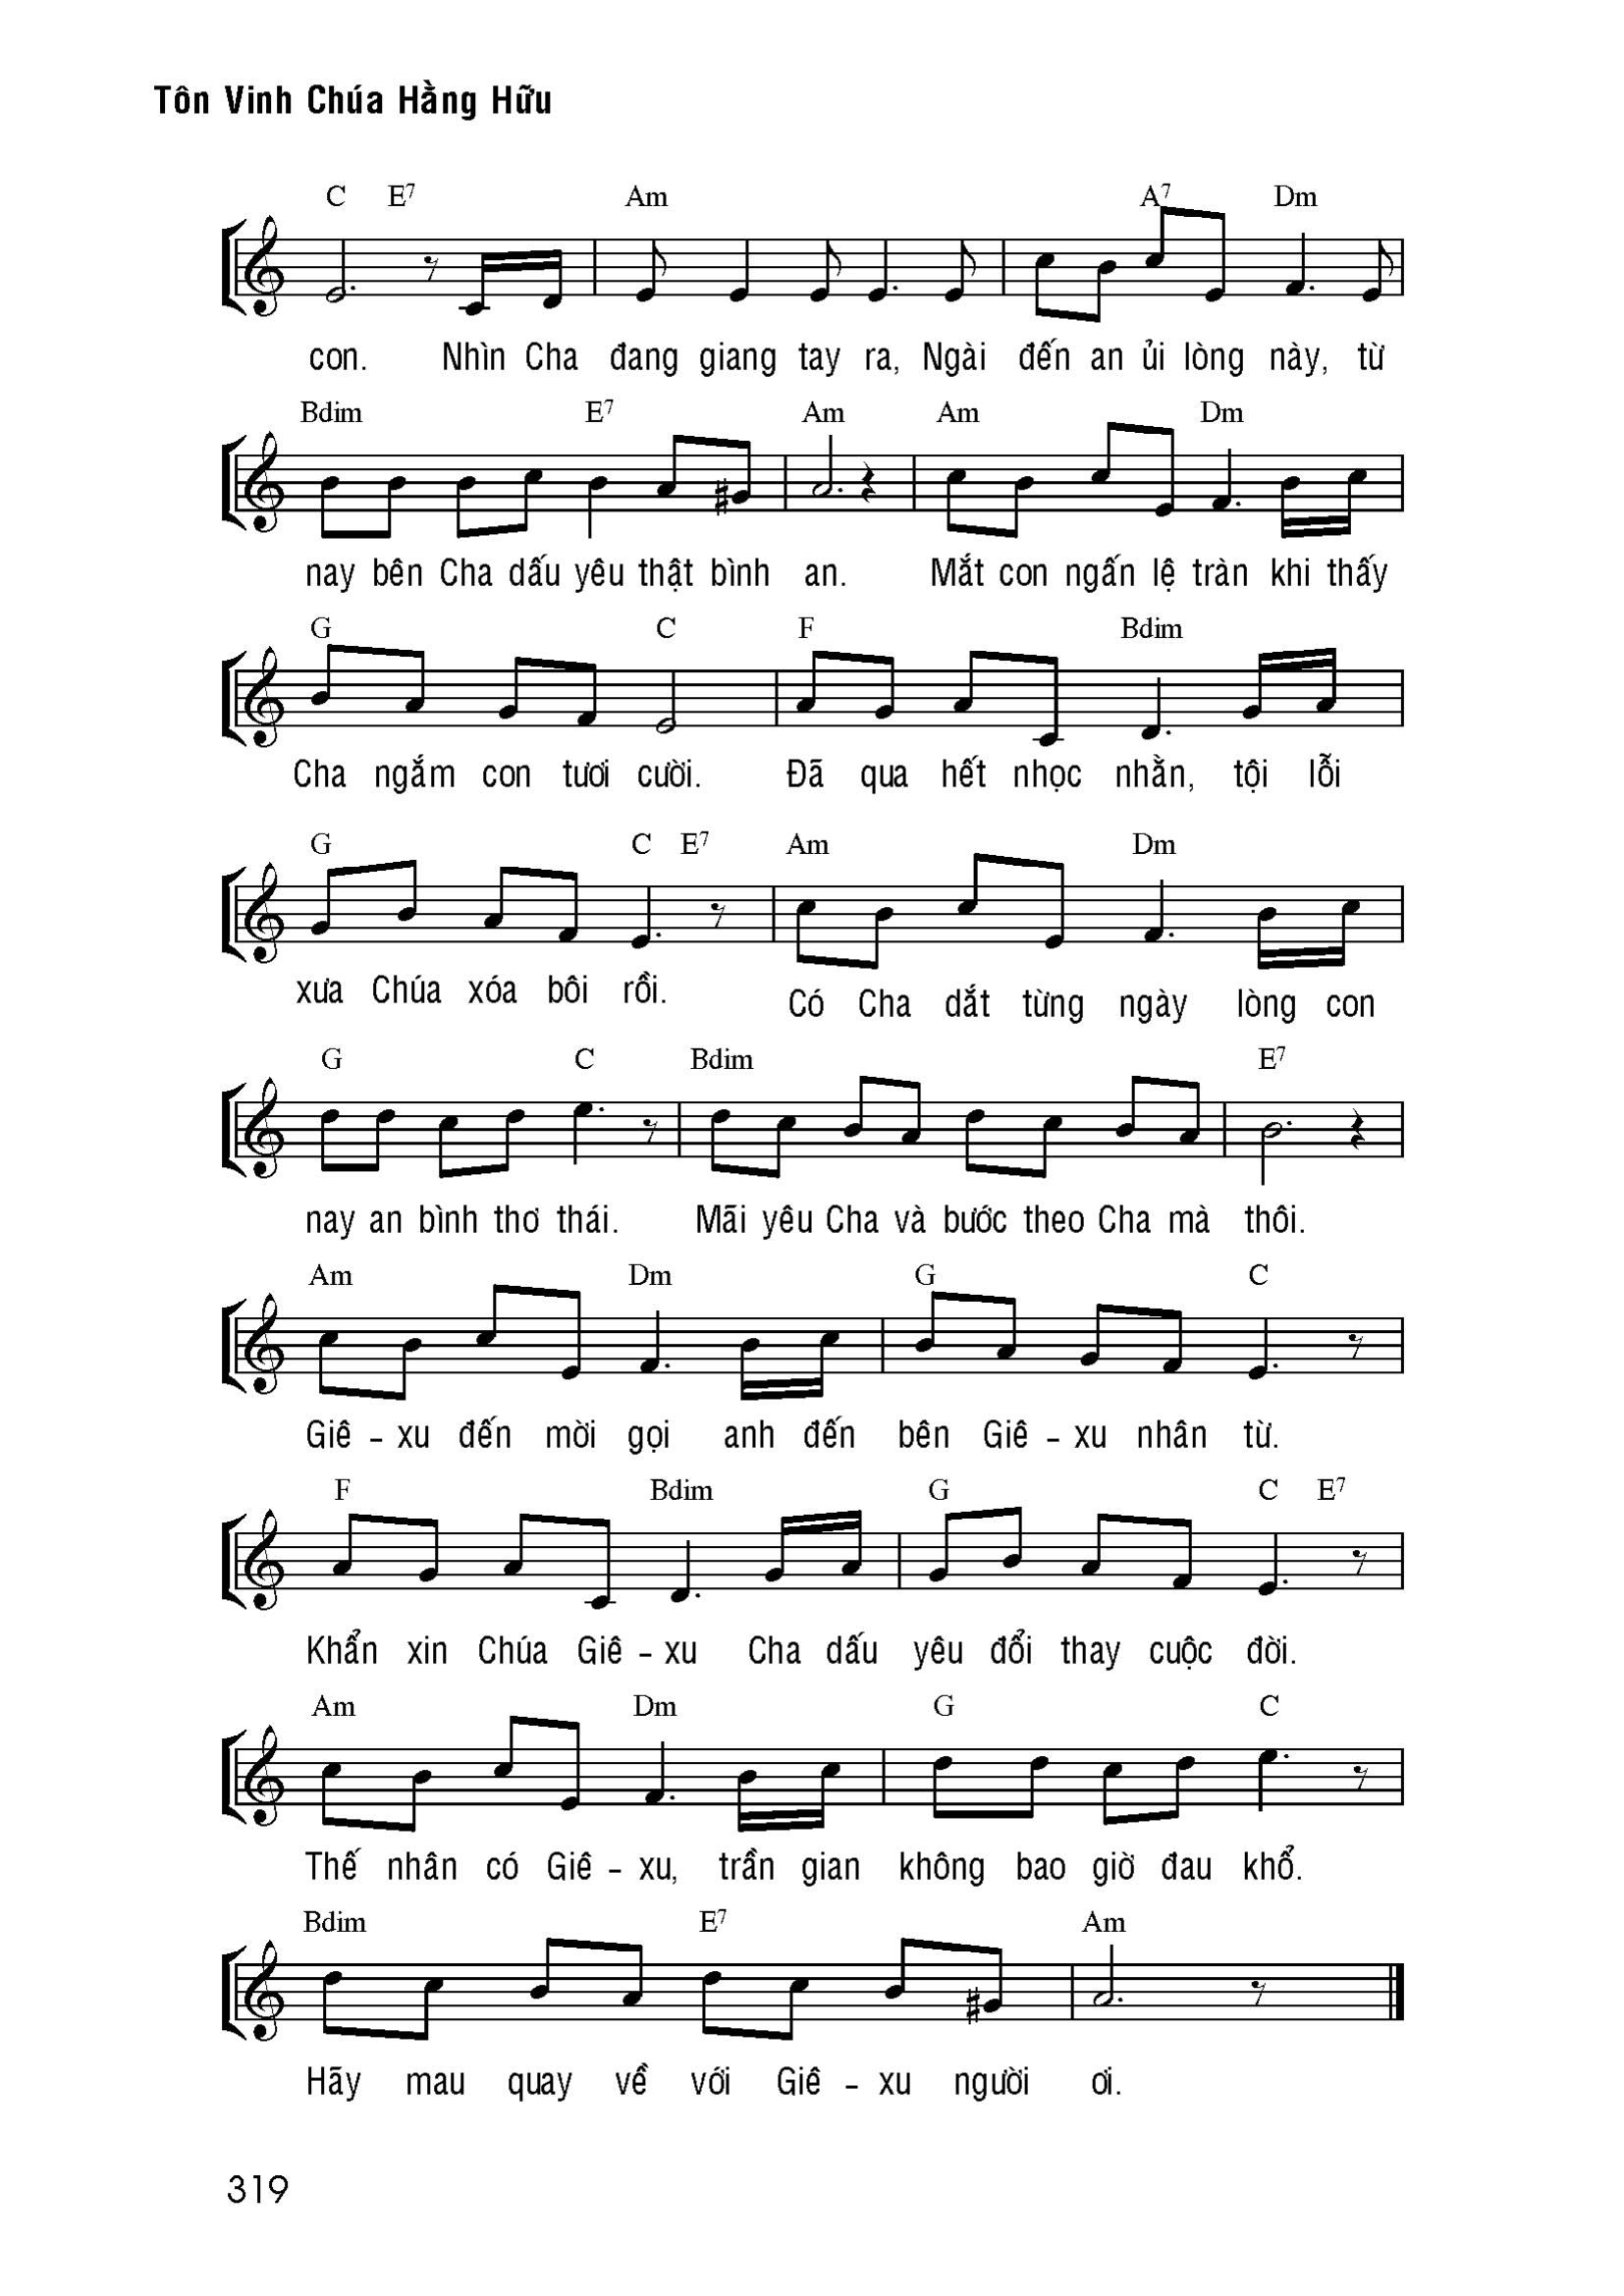 Tôn Vinh Chúa Hằng Hữu
C E7 Am A7 Dm
con. Nhìn Cha đang giang tay ra, Ngài đến an ủi lòng này, từ
Bdim E7 Am Am Dm
nay bên Cha dấu yêu thật bình an. Mắt con ngấn lệ tràn khi thấy
G C F Bdim
Cha ngắm con tươi cười. Đã qua hết nhọc nhằn, tội lỗi
G C E7 Am Dm
xưa Chúa xóa bôi rồi. Có Cha dắt từng ngày lòng con
G C Bdim E7
nay an bình thơ thái. Mãi yêu Cha và bước theo Cha mà thôi.
Am Dm G C
Giê - xu đến mời gọi anh đến bên Giê - xu nhân từ.
F Bdim G C E7
Khẩn xin Chúa Giê - xu Cha dấu yêu đổi thay cuộc đời.
Am Dm G C
Thế nhân có Giê - xu, trần gian không bao giờ đau khổ.
Bdim E7 Am
Hãy mau quay về với Giê - xu người ơi.
319